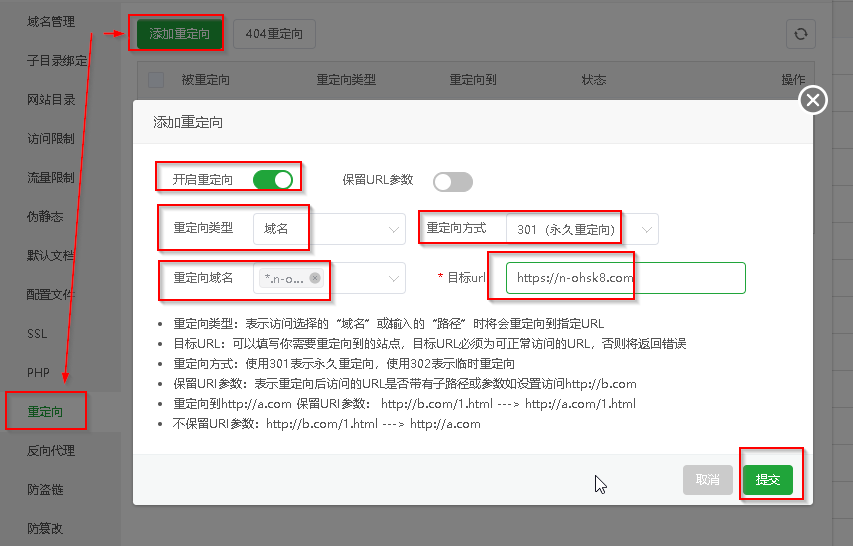 域名管理
子目录绑定
网站目录
访问限制
流量限制
伪静态
默认文档
配置文件
SSL
PHP
重定向
反向代理
防盗链
防篡改
添加重定向
404重定向
被重定向
重定向类型
重定向到
状态
操作
添加重定向
开启重定向
保留URL参数
重定向类型
域名
重定向方式
301（永久重定向）
重定向域名
*.n-o...
* 目标url
https://n-ohsk8.com
重定向类型：表示访问选择的“域名”或输入的“路径”时将会重定向到指定URL
目标URL：可以填写你需要重定向到的站点，目标URL必须为可正常访问的URL，否则将返回错误
重定向方式：使用301表示永久重定向，使用302表示临时重定向
保留URI参数：表示重定向后访问的URL是否带有子路径或参数如设置访问http://b.com
重定向到http://a.com 保留URI参数： http://b.com/1.html ---> http://a.com/1.html
不保留URI参数：http://b.com/1.html ---> http://a.com
取消
提交